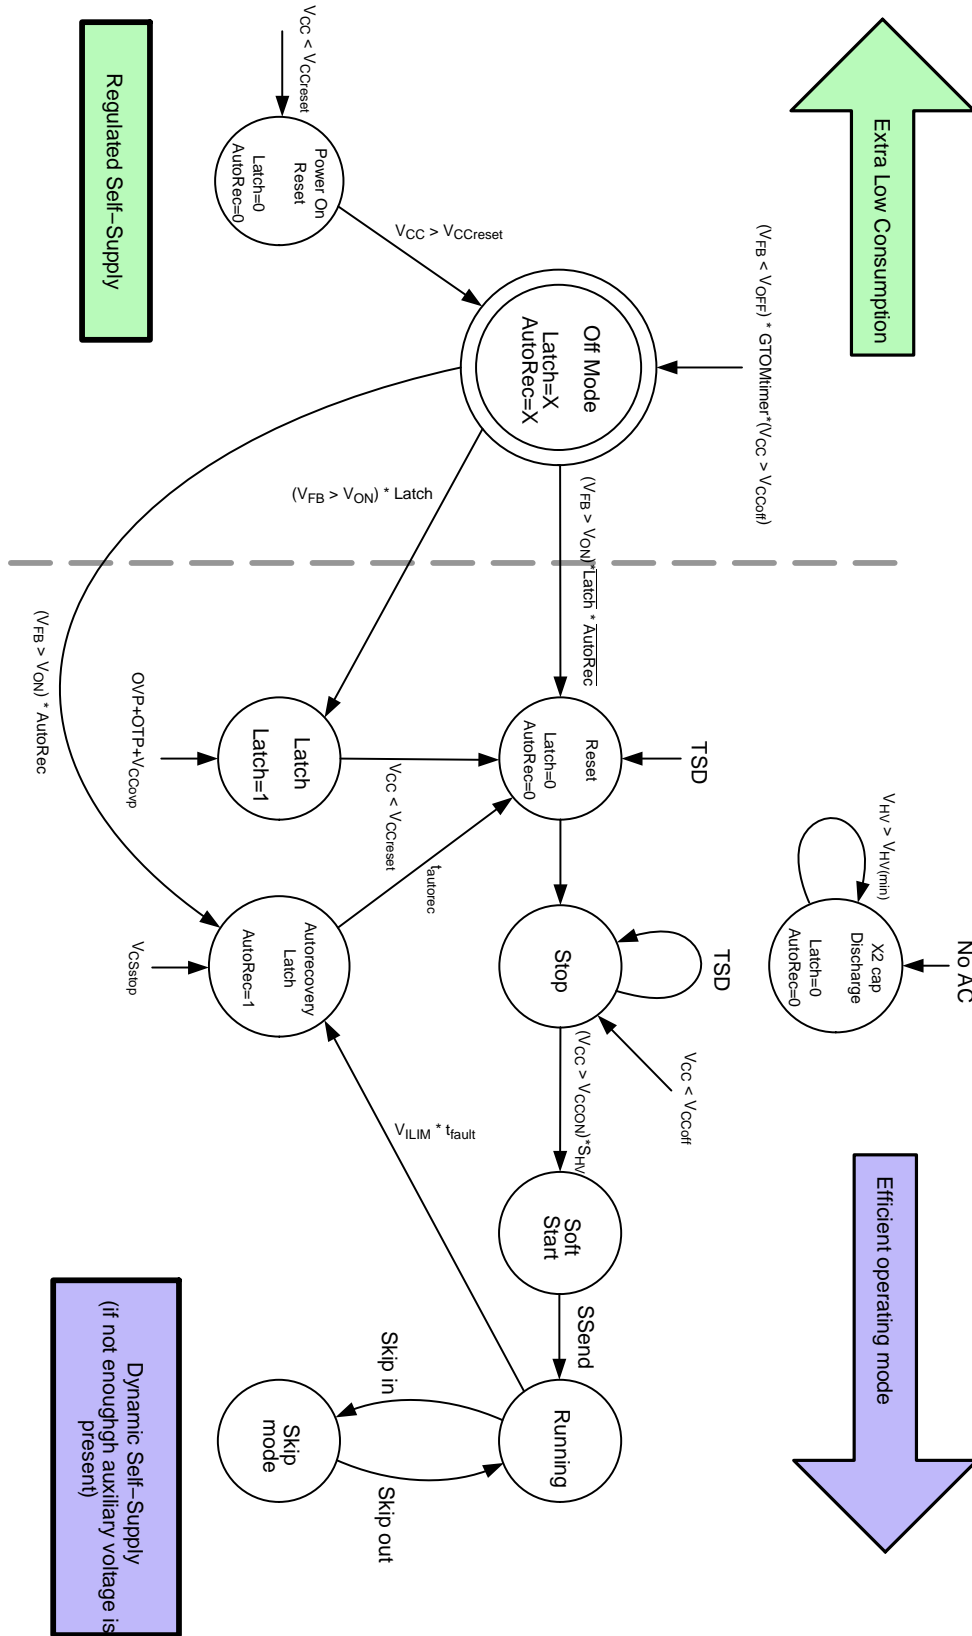 Extra Low Consumption
Efficient operating mode
(VFB < VOFF) * GTOMtimer*(VCC > VCCoff)
No AC
X2 cap
Discharge
Latch=0
AutoRec=0
VHV > VHV(min)
TSD
TSD
VCC < VCCoff
VCC < VCCreset
Power On
Reset
Latch=0
AutoRec=0
VCC > VCCreset
Off Mode
Latch=X
AutoRec=X
(VFB > VON)*Latch * AutoRec
Reset
Latch=0
AutoRec=0
Stop
(VCC > VCCON)*SHV
Soft
Start
SSend
Running
(VFB > VON) * Latch
Latch
Latch=1
OVP+OTP+VCCovp
VCC < VCCreset
tautorec
(VFB > VON) * AutoRec
Autorecovery
Latch
AutoRec=1
VCSstop
VILIM * tfault
Skip in
Skip out
Skip
mode
Regulated Self−Supply
Dynamic Self−Supply
(if not enoughgh auxiliary voltage is
present)